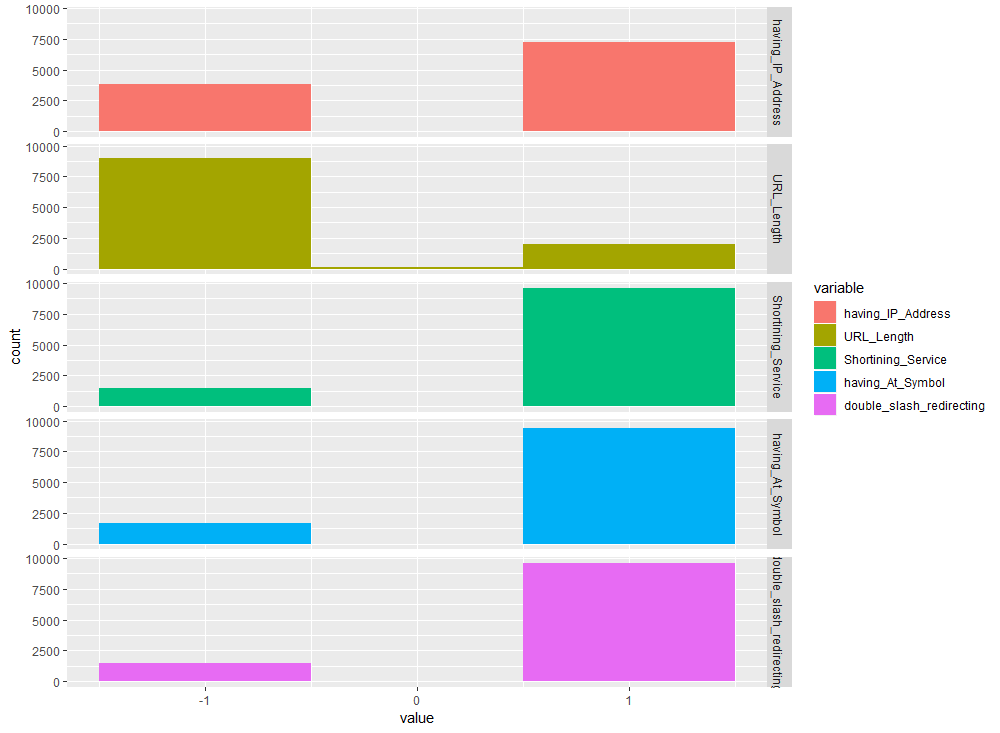 10000
7500
5000
2500
0
having_IP_Address
10000
7500
5000
2500
0
URL_Length
10000
7500
5000
2500
0
Shortining_Service
10000
7500
5000
2500
0
having_At_Symbol
10000
7500
5000
2500
0
double_slash_redirecting
count
-1 0 1
value
variable
having_IP_Address
URL_Length
Shortining_Service
having_At_Symbol
double_slash_redirecting